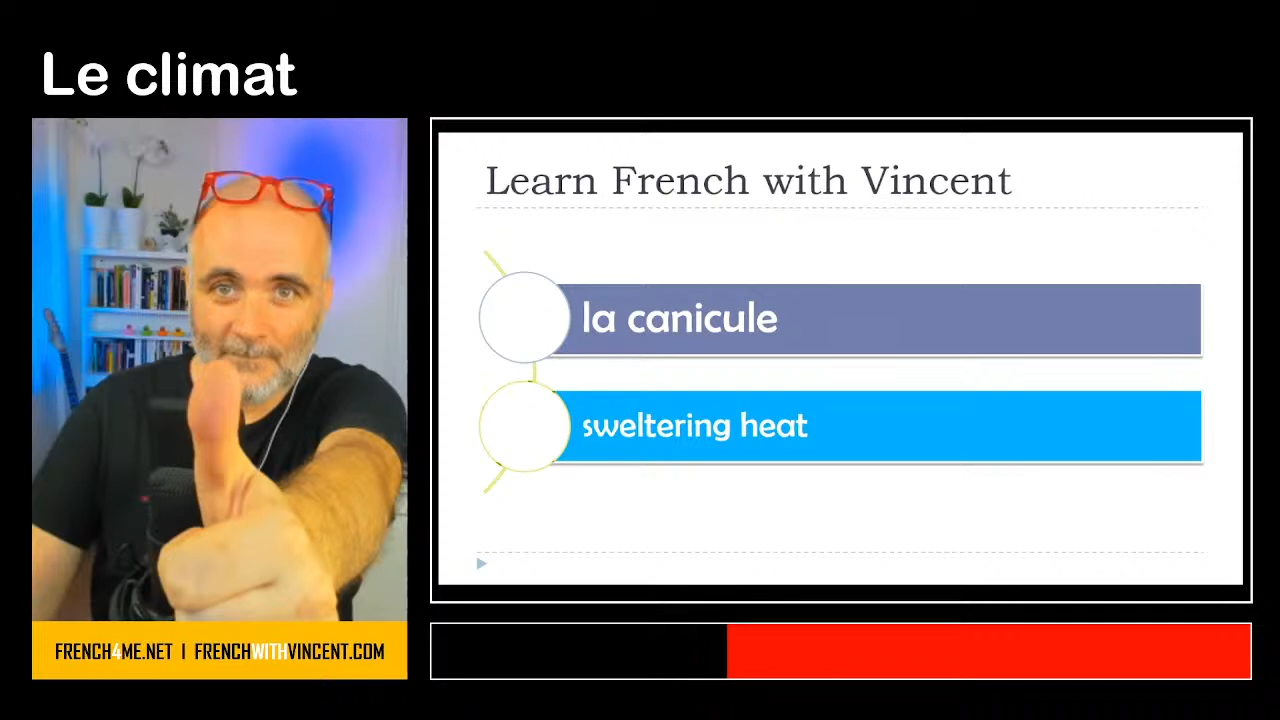 Le climat
Learn French with Vincent
la canicule
sweltering heat
FRENCH4ME.NET | FRENCHWITHVINCENT.COM